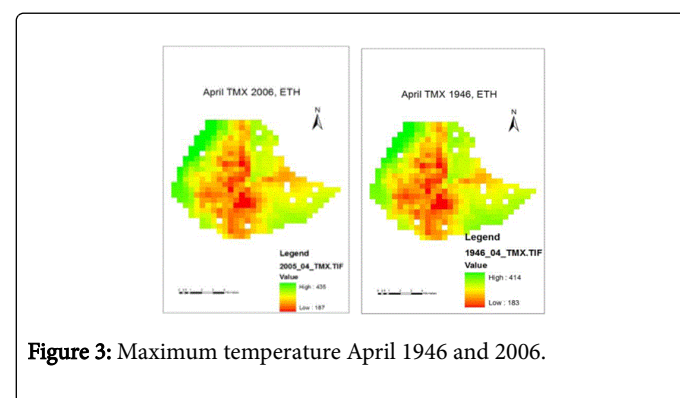 April TMX 2006, ETH
N
Legend
2005_04_TMX.TIF
Value
High : 435
Low : 187
April TMX 1946, ETH
N
Legend
1946_04_TMX.TIF
Value
High : 414
Low : 183
Figure 3: Maximum temperature April 1946 and 2006.